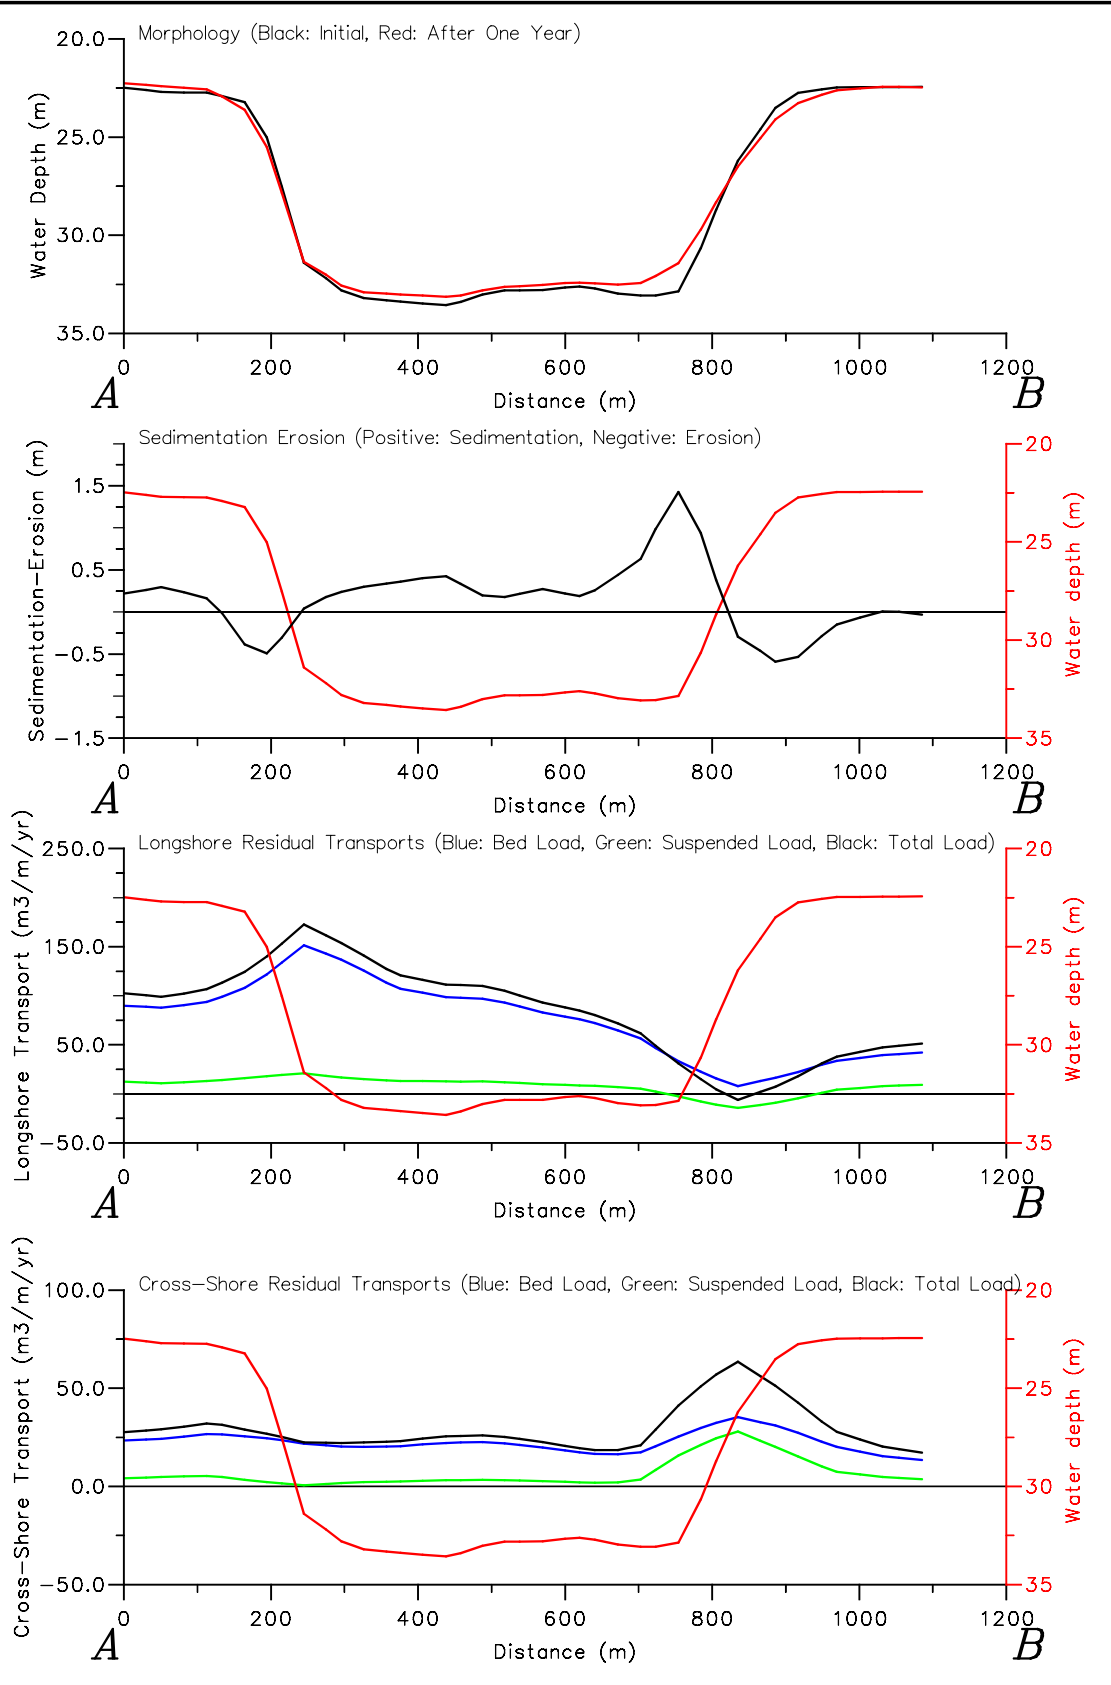 Morphology (Black: Initial, Red: After One Year)
20.0
25.0
30.0
35.0
Water Depth (m)
0 200 400 600 800 1000 1200
A Distance (m) B
Sedimentation Erosion (Positive: Sedimentation, Negative: Erosion)
1.5
0.5
−0.5
−1.5
Sedimentation−Erosion (m)
20
25
30
35
Water depth (m)
0 200 400 600 800 1000 1200
A Distance (m) B
Longshore Residual Transports (Blue: Bed Load, Green: Suspended Load, Black: Total Load)
250.0
150.0
50.0
−50.0
Longshore Transport (m3/m/yr)
20
25
30
35
Water depth (m)
0 200 400 600 800 1000 1200
A Distance (m) B
Cross−Shore Residual Transports (Blue: Bed Load, Green: Suspended Load, Black: Total Load)
100.0
50.0
0.0
−50.0
Cross−Shore Transport (m3/m/yr)
20
25
30
35
Water depth (m)
0 200 400 600 800 1000 1200
A Distance (m) B